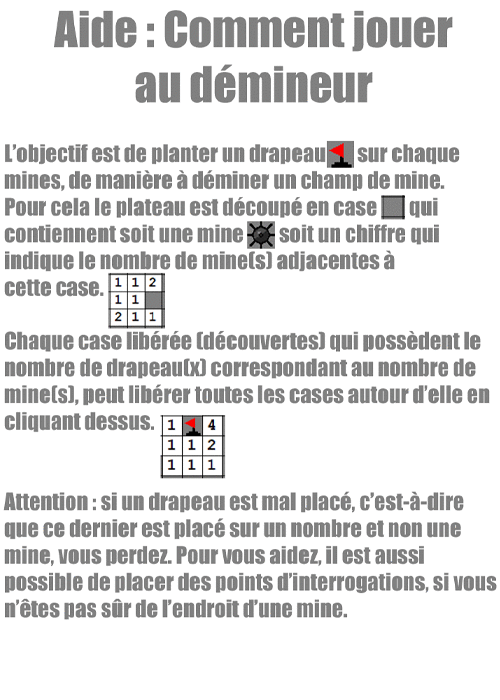 Aide : Comment jouer
au démineur
L'objectif est de planter un drapeau sur chaque
mines, de manière à déminer un champ de mine.
Pour cela le plateau est découpé en case qui
contiennent soit une mine soit un chiffre qui
indique le nombre de mine(s) adjacentes à
cette case.
1 1 2
1 1
2 1 1
Chaque case libérée (découvertes) qui possèdent le
nombre de drapeau(x) correspondant au nombre de
mine(s), peut libérer toutes les cases autour d'elle en
cliquant dessus.
1 4
1 1 2
1 1 1
Attention : si un drapeau est mal placé, c'est-à-dire
que ce dernier est placé sur un nombre et non une
mine, vous perdez. Pour vous aidez, il est aussi
possible de placer des points d'interrogations, si vous
n'êtes pas sûr de l'endroit d'une mine.